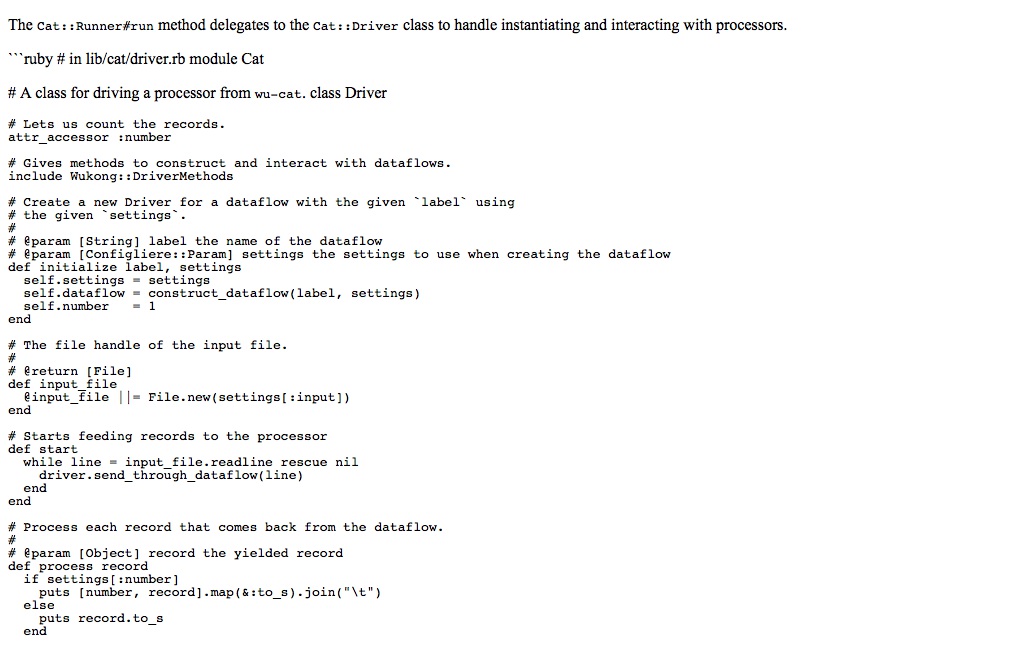 The Cat::Runner#run method delegates to the Cat::Driver class to handle instantiating and interacting with processors.
```ruby # in lib/cat/driver.rb module Cat
# A class for driving a processor from wu-cat. class Driver
# Lets us count the records.
attr_accessor :number
# Gives methods to construct and interact with dataflows.
include Wukong::DriverMethods
# Create a new Driver for a dataflow with the given `label` using
# the given `settings`.
#
# @param [String] label the name of the dataflow
# @param [Configliere::Param] settings the settings to use when creating the dataflow
def initialize label, settings
  self.settings = settings
  self.dataflow = construct_dataflow(label, settings)
  self.number   = 1
end
# The file handle of the input file.
#
# @return [File]
def input_file
  @input_file ||= File.new(settings[:input])
end
# Starts feeding records to the processor
def start
  while line = input_file.readline rescue nil
    driver.send_through_dataflow(line)
  end
end
# Process each record that comes back from the dataflow.
#
# @param [Object] record the yielded record
def process record
  if settings[:number]
    puts [number, record].map(&:to_s).join("\t")
  else
    puts record.to_s
  end